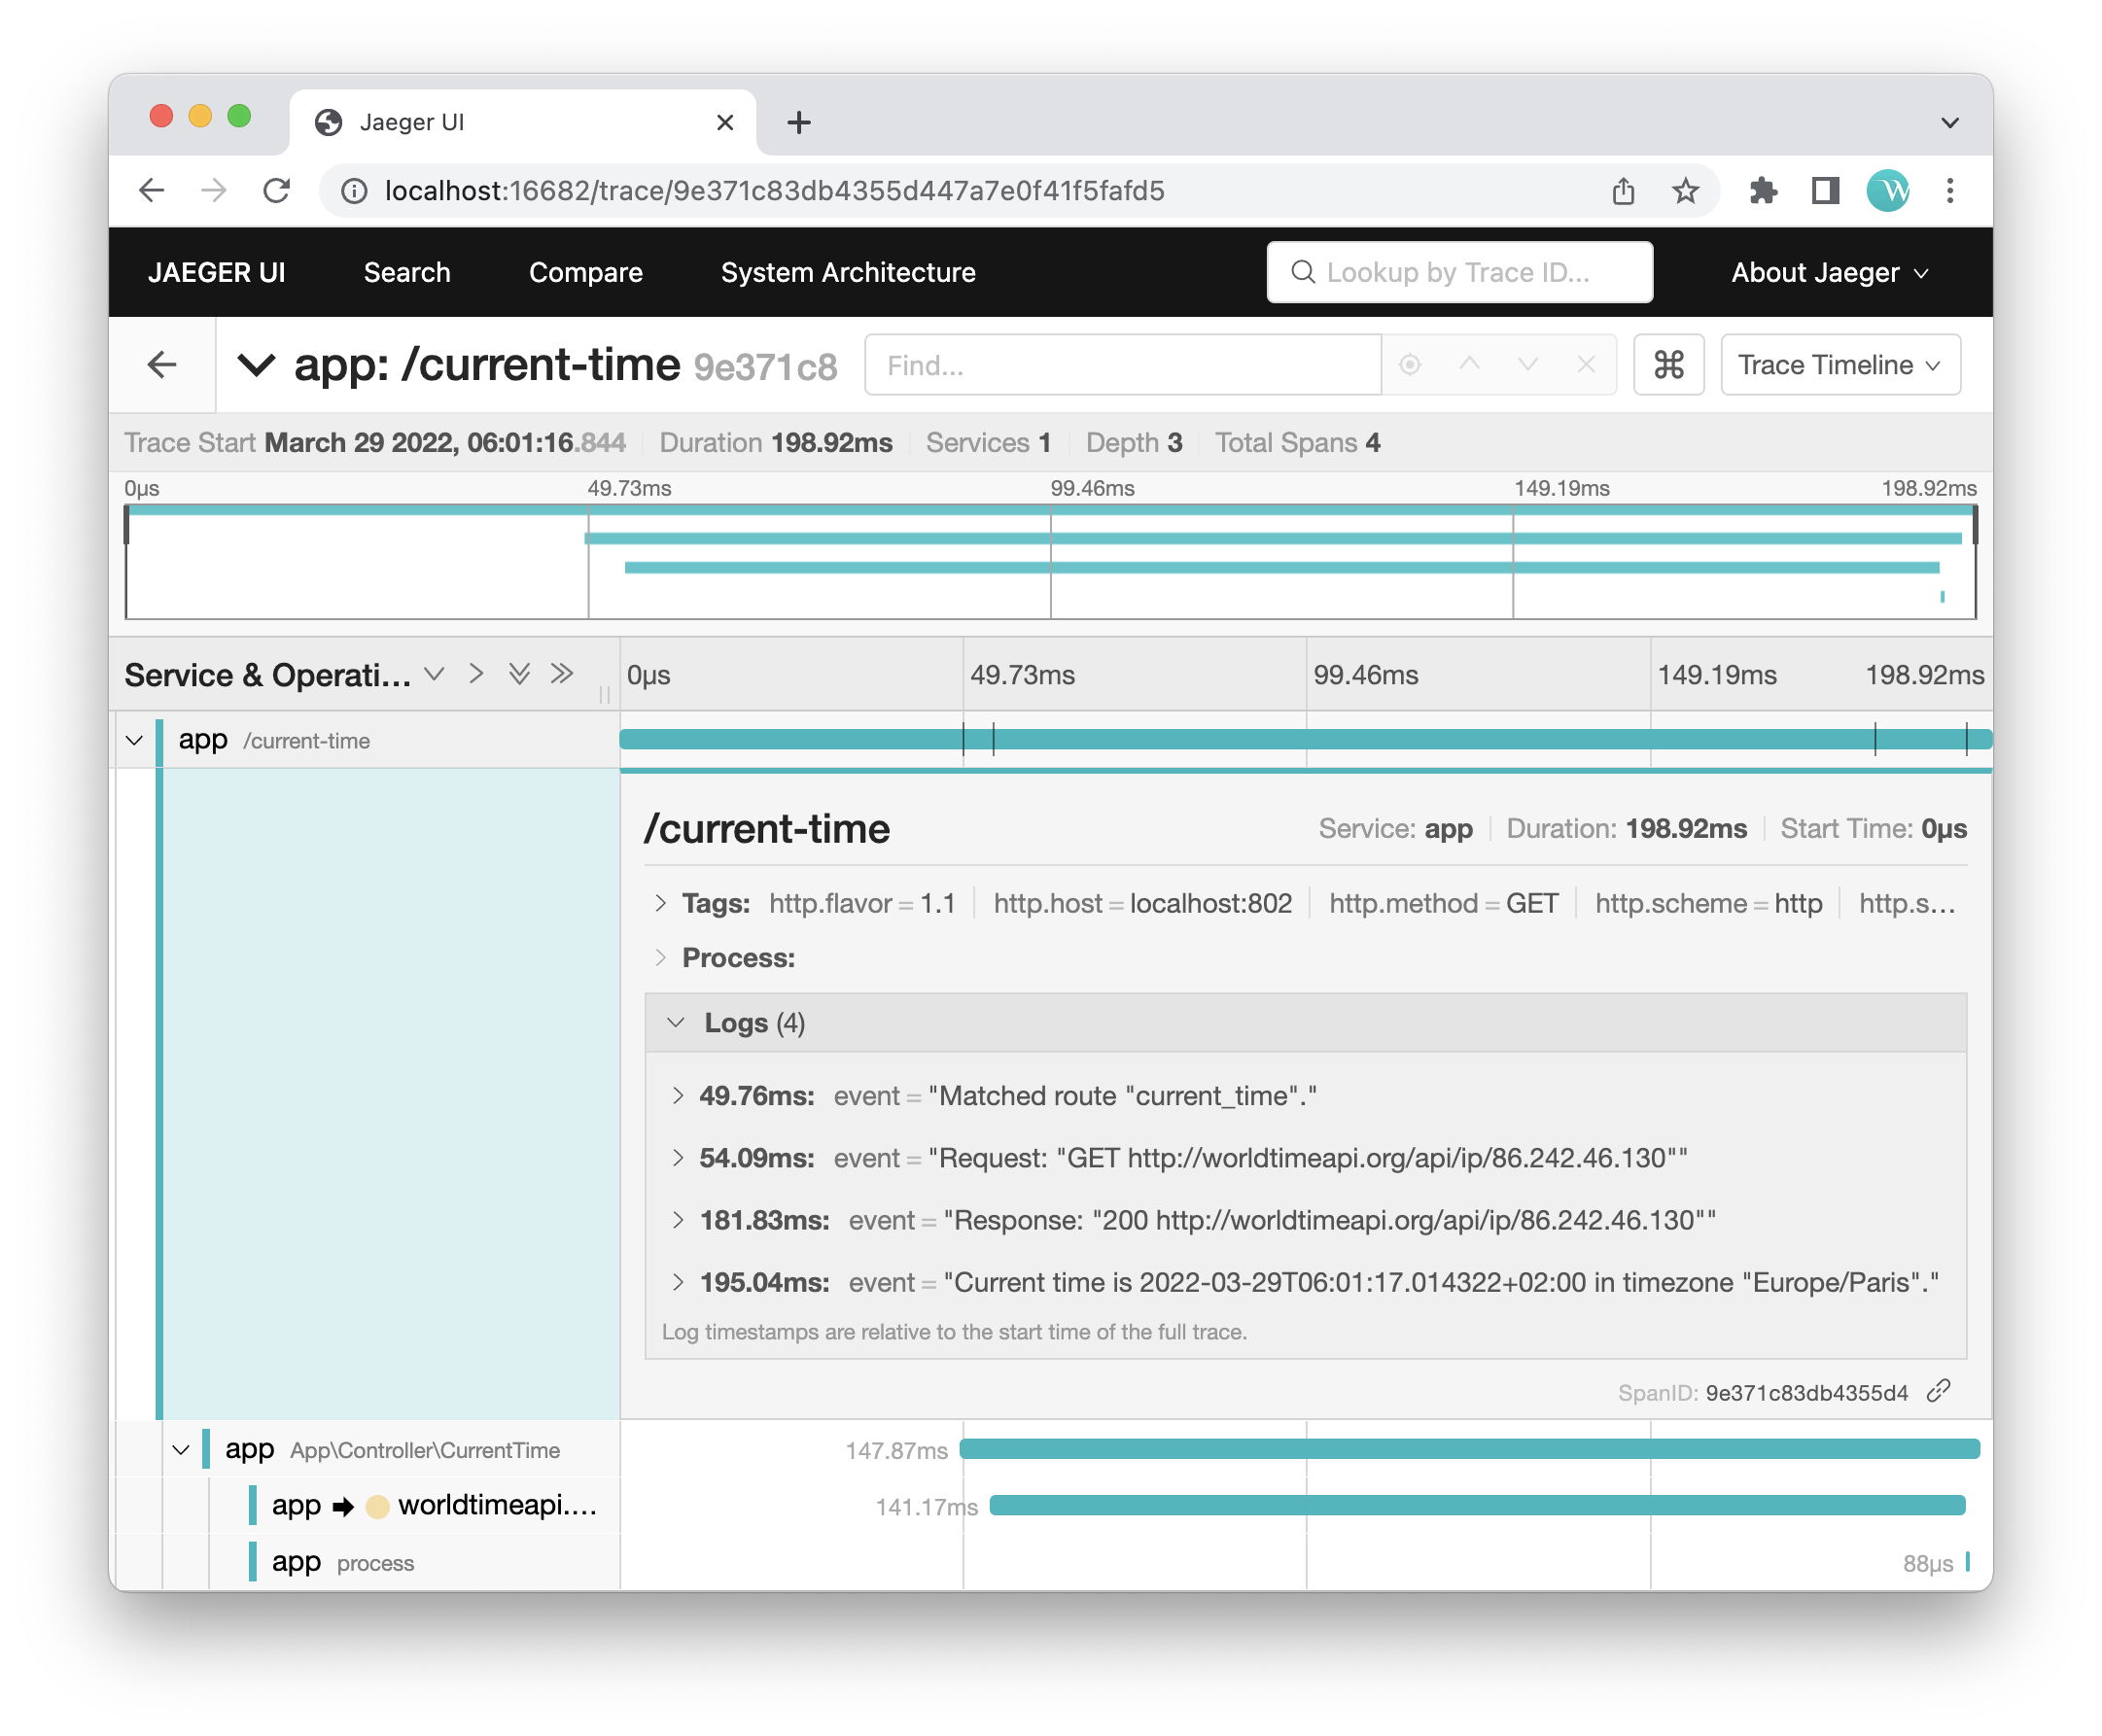 Jaeger UI
localhost:16682/trace/9e371c83db4355d447a7e0f41f5fafd5
W
JAEGER UI Search Compare System Architecture Lookup by Trace ID... About Jaeger
app: /current-time 9e371c8 Find... ⌘ Trace Timeline
Trace Start March 29 2022, 06:01:16.844 Duration 198.92ms Services 1 Depth 3 Total Spans 4
0μs 49.73ms 99.46ms 149.19ms 198.92ms
Service & Operati... 0μs 49.73ms 99.46ms 149.19ms 198.92ms
app /current-time
/current-time Service: app Duration: 198.92ms Start Time: 0μs
Tags: http.flavor = 1.1 http.host = localhost:802 http.method = GET http.scheme = http http.s...
Process:
Logs (4)
49.76ms: event = "Matched route "current_time"."
54.09ms: event = "Request: "GET http://worldtimeapi.org/api/ip/86.242.46.130""
181.83ms: event = "Response: "200 http://worldtimeapi.org/api/ip/86.242.46.130""
195.04ms: event = "Current time is 2022-03-29T06:01:17.014322+02:00 in timezone "Europe/Paris"."
Log timestamps are relative to the start time of the full trace.
SpanID: 9e371c83db4355d4
app App\Controller\CurrentTime 147.87ms
app worldtimeapi.... 141.17ms
app process 88μs